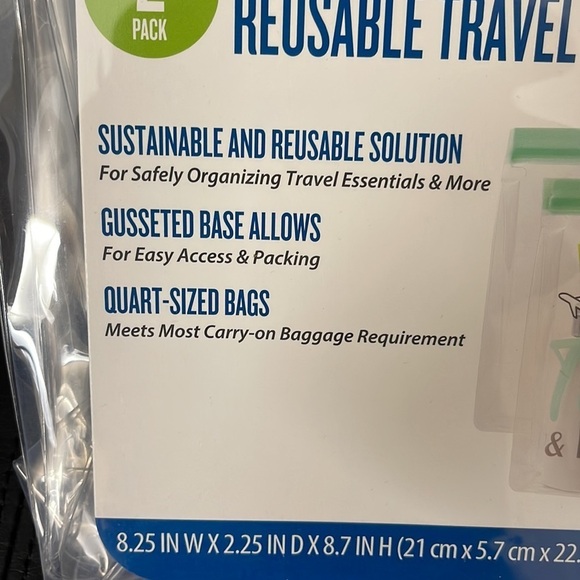 PACK
REUSABLE TRAVEL
SUSTAINABLE AND REUSABLE SOLUTION
For Safely Organizing Travel Essentials & More
GUSSETED BASE ALLOWS
For Easy Access & Packing
QUART-SIZED BAGS
Meets Most Carry-on Baggage Requirement
&
8.25 IN W X 2.25 IN D X 8.7 IN H (21 cm x 5.7 cm x 22.